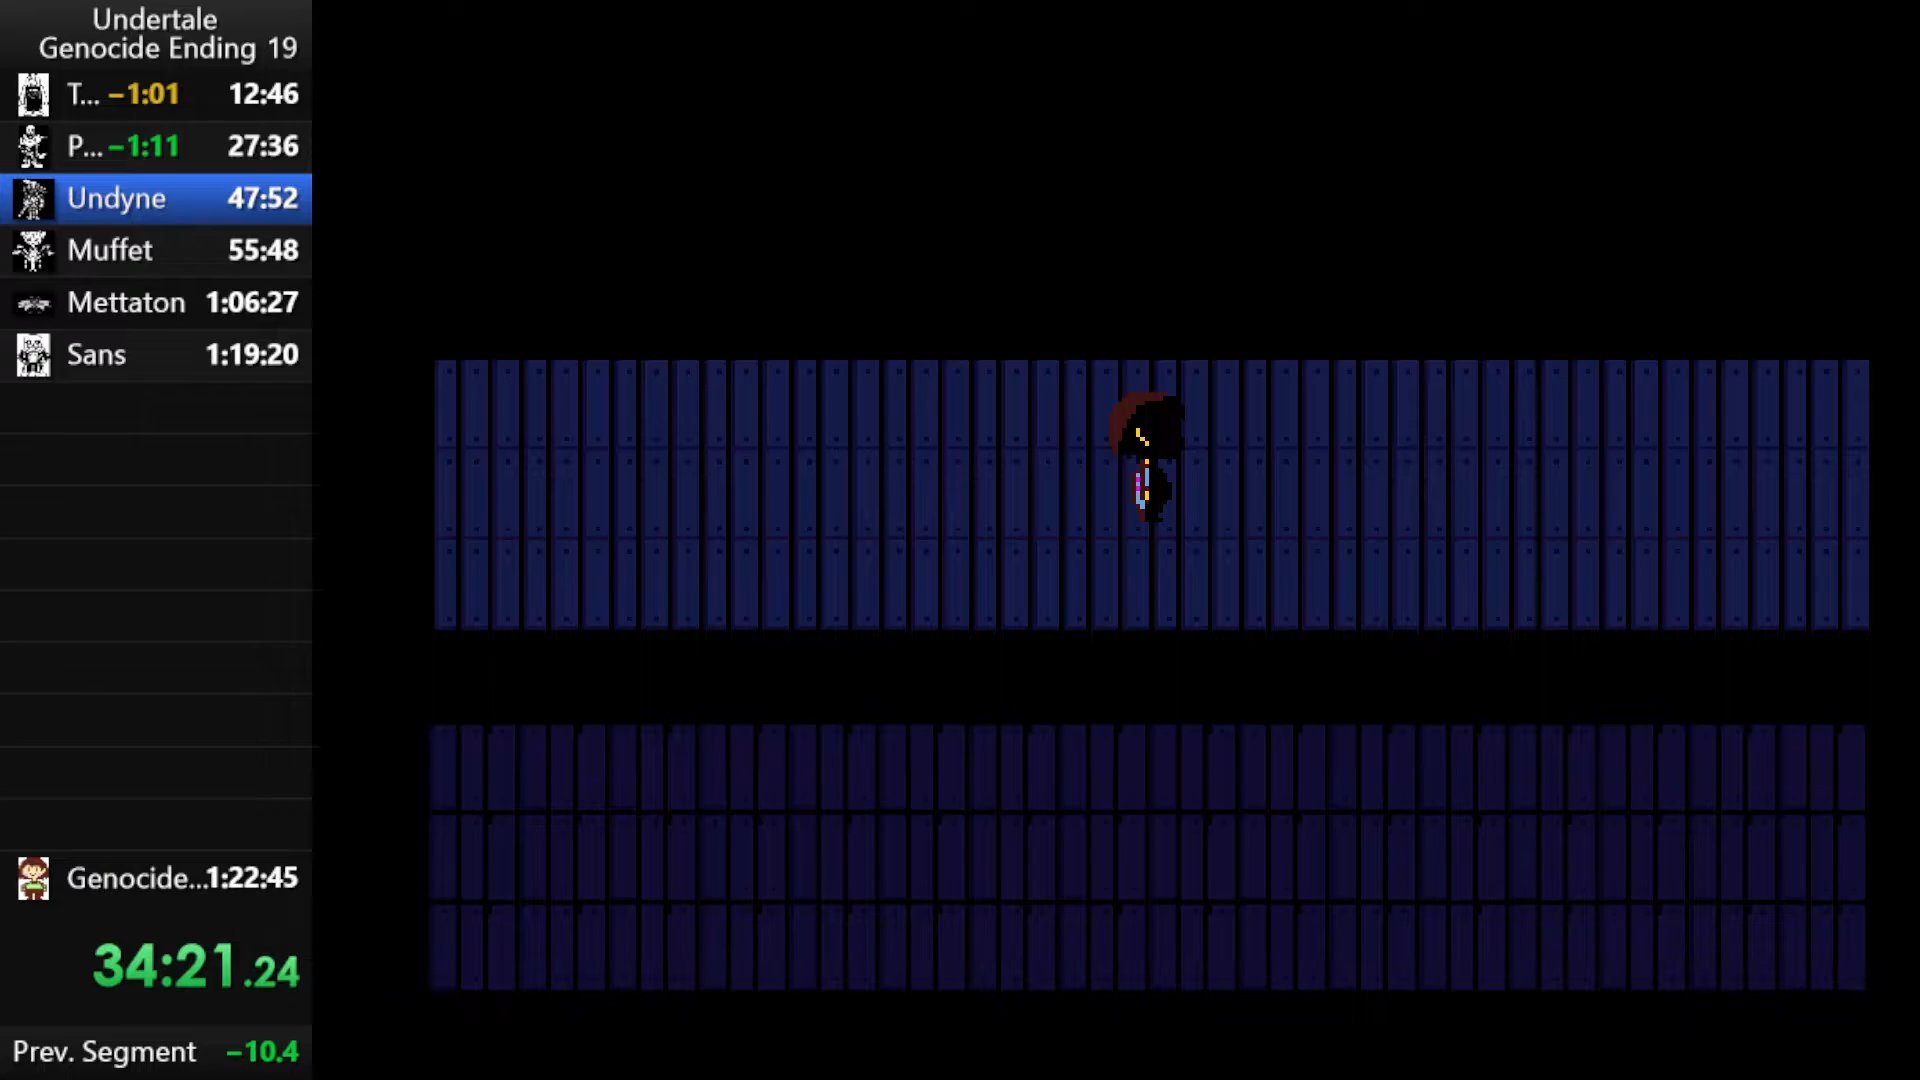 Undertale
Genocide Ending 19
T... −1:01 12:46
P... −1:11 27:36
Undyne 47:52
Muffet 55:48
Mettaton 1:06:27
Sans 1:19:20
Genocide... 1:22:45
34:21.24
Prev. Segment −10.4